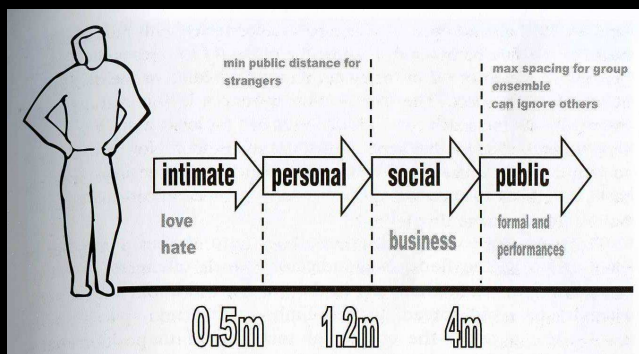 min public distance for
strangers
max spacing for group
ensemble
can ignore others
intimate
personal
social
public
love
hate
business
formal and
performances
0.5m
1.2m
4m